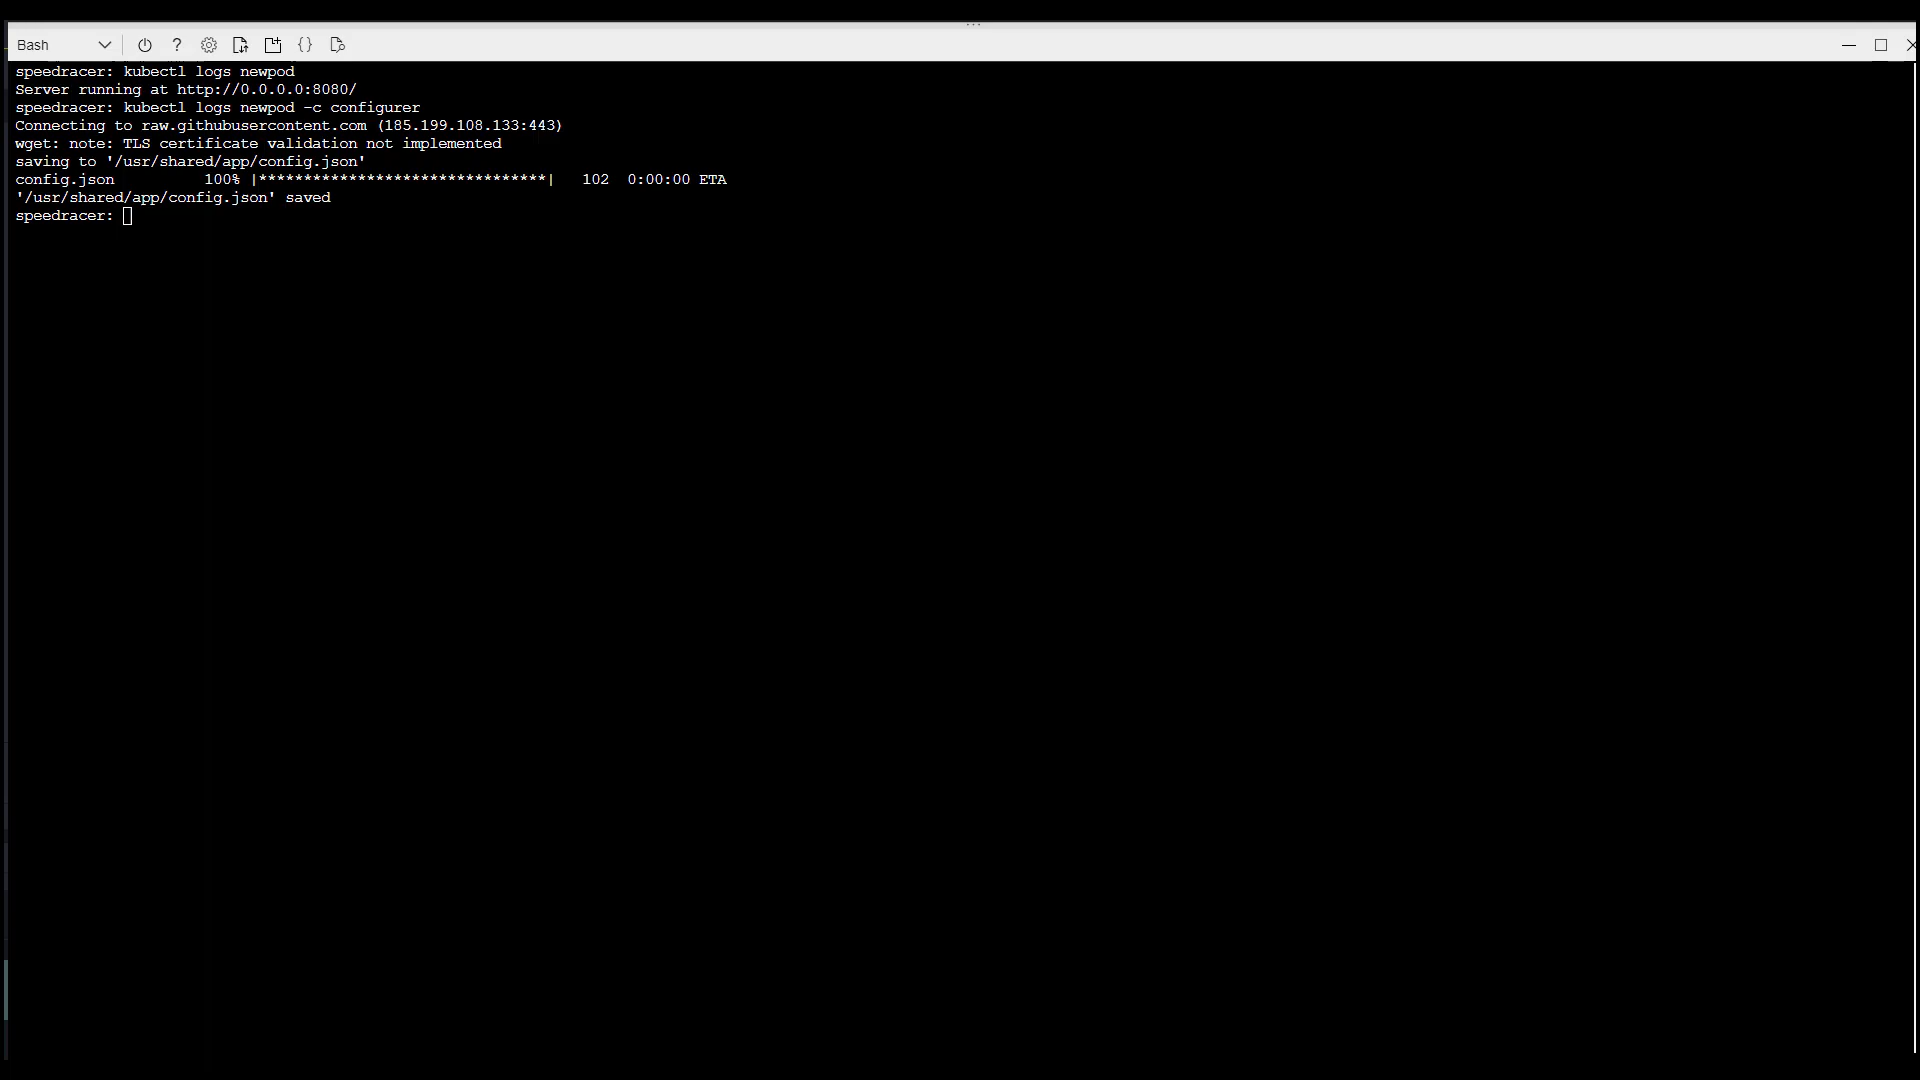 Bash ?
speedracer: kubectl logs newpod
Server running at http://0.0.0.0:8080/
speedracer: kubectl logs newpod -c configurer
Connecting to raw.githubusercontent.com (185.199.108.133:443)
wget: note: TLS certificate validation not implemented
saving to '/usr/shared/app/config.json'
config.json          100% |********************************|   102  0:00:00 ETA
'/usr/shared/app/config.json' saved
speedracer: